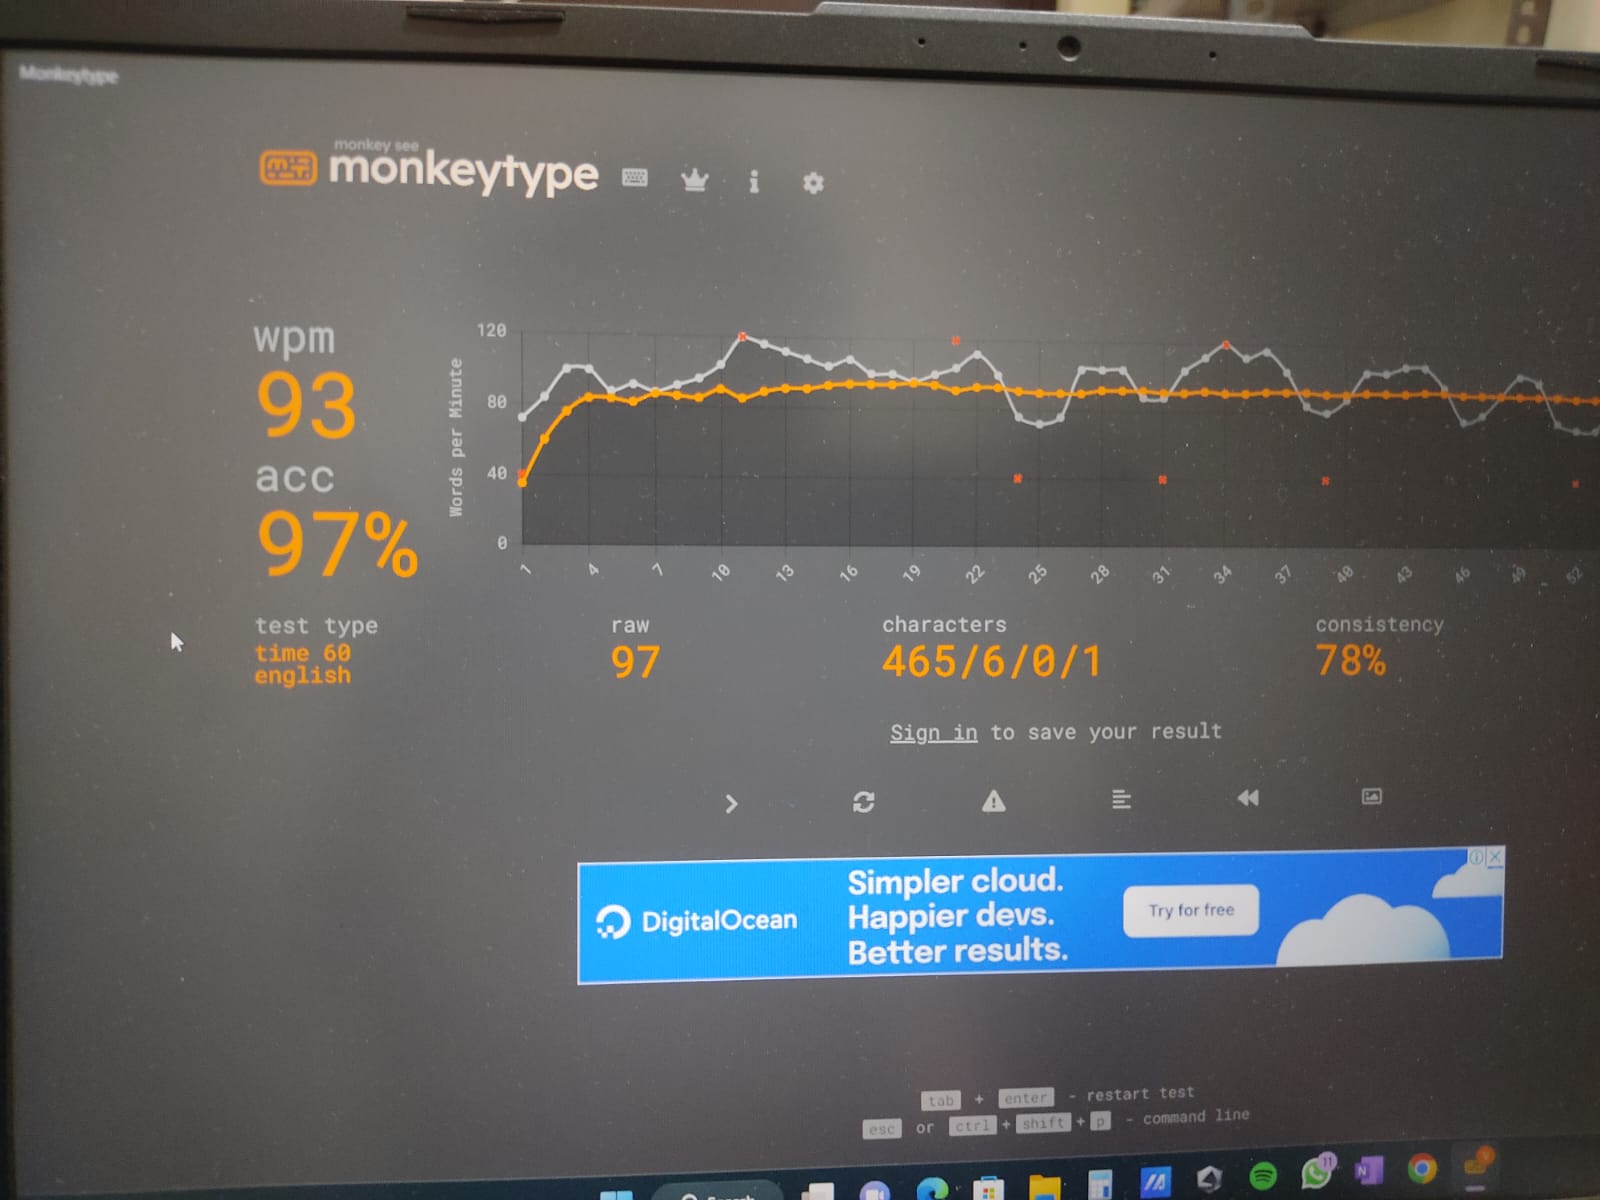 Monkeytype
monkey see
monkeytype
wpm
93
acc
97%
Words per Minute
120
80
40
0
1 4 7 10 13 16 19 22 25 28 31 34 37 40 43 46 49 52
test type
time 60
english
raw
97
characters
465/6/0/1
consistency
78%
Sign in to save your result
DigitalOcean
Simpler cloud.
Happier devs.
Better results.
Try for free
tab + enter - restart test
esc or ctrl + shift + p - command line
Search
11